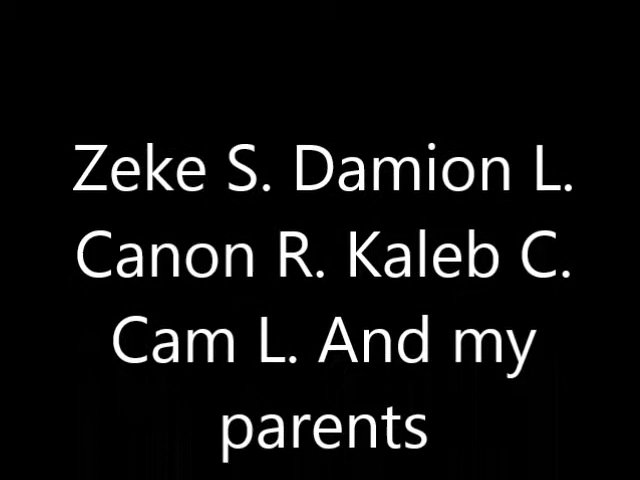 Zeke S. Damion L.
Canon R. Kaleb C.
Cam L. And my
parents